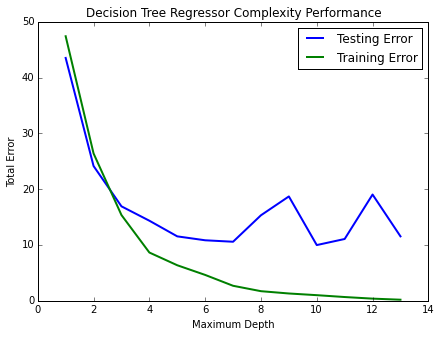 Decision Tree Regressor Complexity Performance
50
40
30
20
10
0
Total Error
Testing Error
Training Error
0 2 4 6 8 10 12 14
Maximum Depth